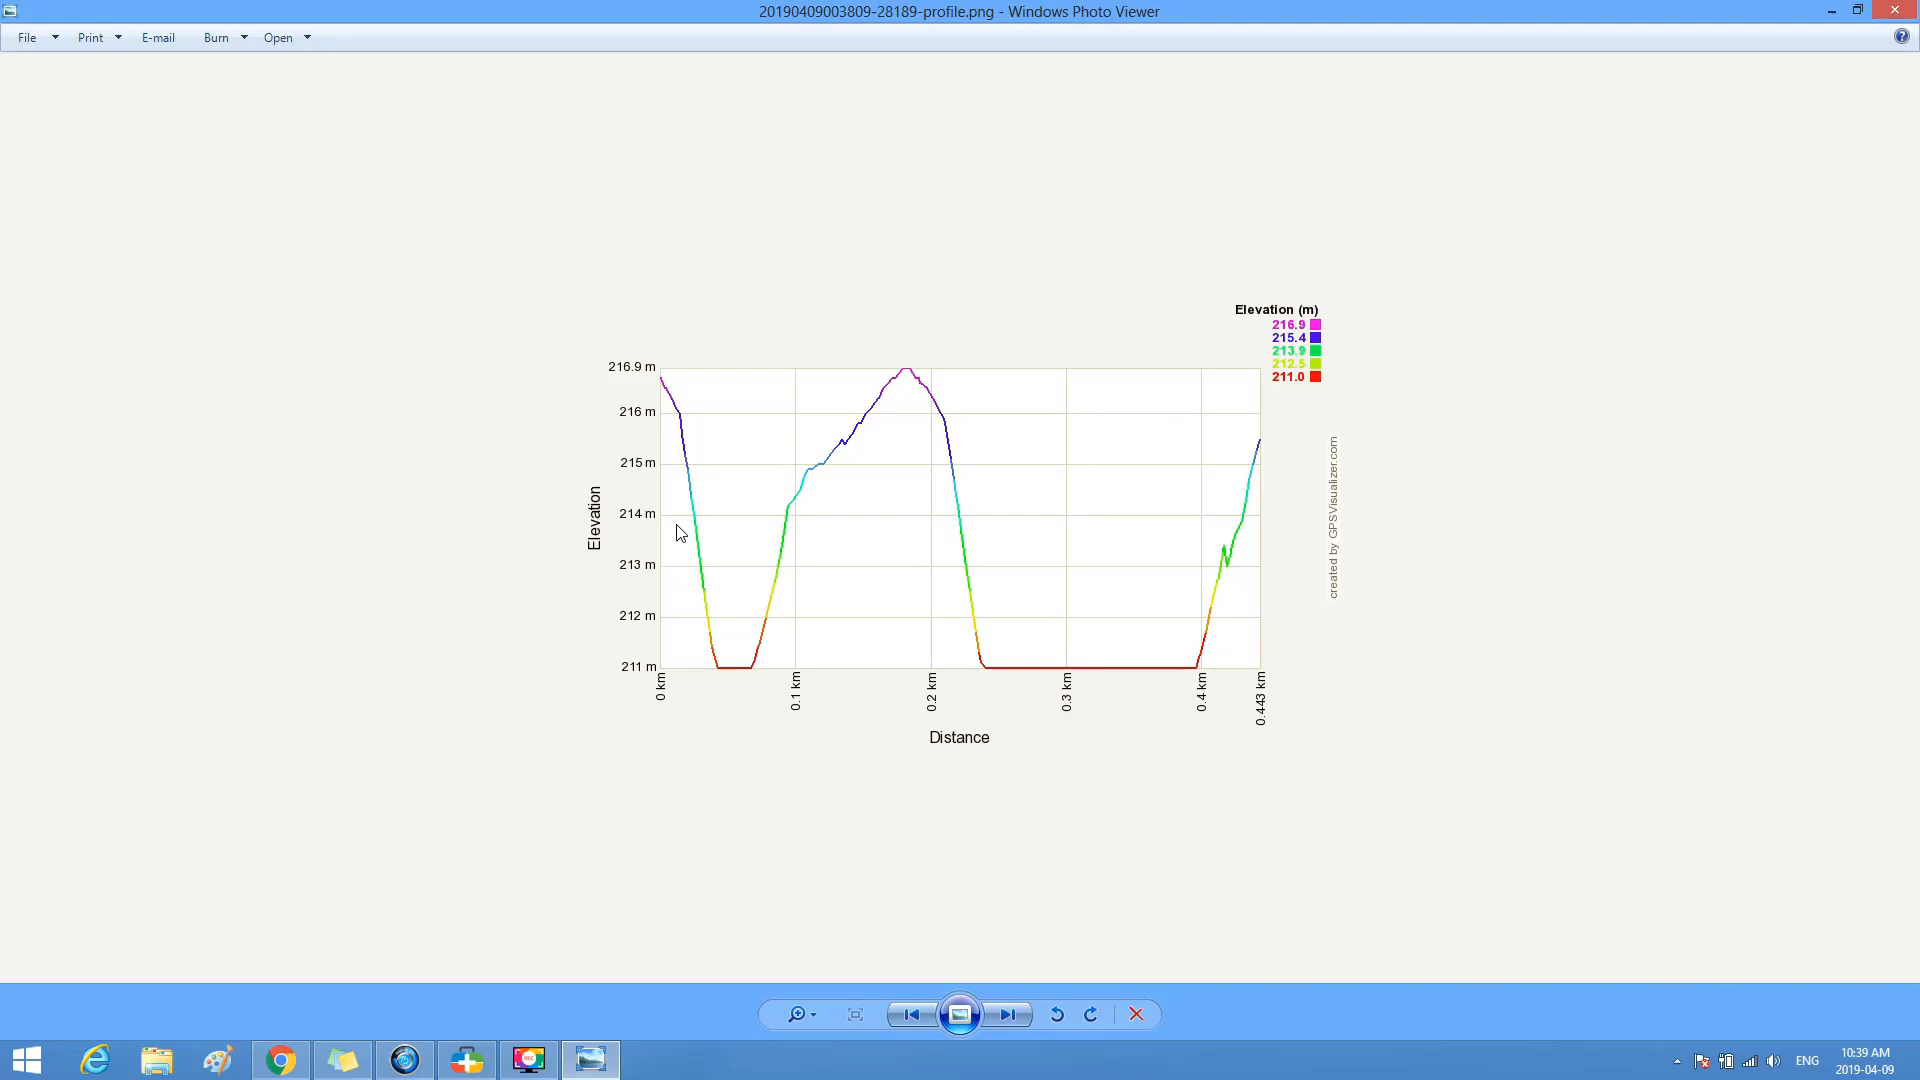 20190409003809-28189-profile.png - Windows Photo Viewer
File Print E-mail Burn Open
Elevation (m)
216.9
215.4
213.9
212.5
211.0
216.9 m
216 m
215 m
214 m
213 m
212 m
211 m
Elevation
0 km
0.1 km
0.2 km
0.3 km
0.4 km
0.443 km
Distance
created by GPSVisualizer.com
REC
ENG
10:39 AM
2019-04-09